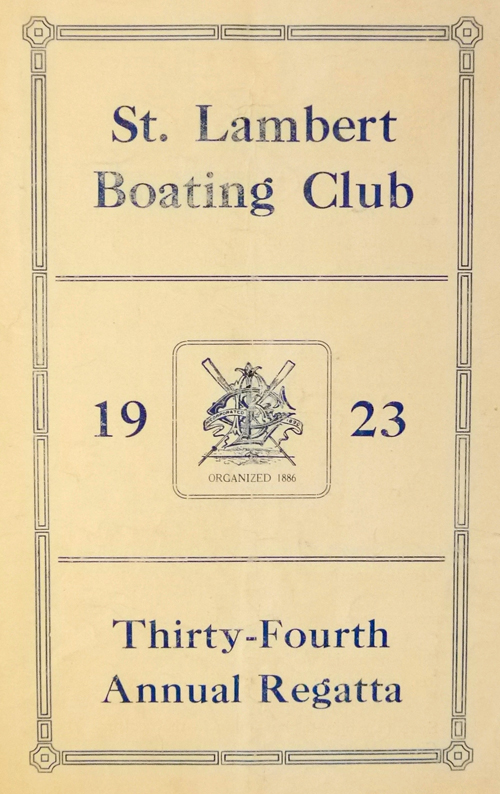 St. Lambert
Boating Club
19 23
ORGANIZED 1886
Thirty-Fourth
Annual Regatta